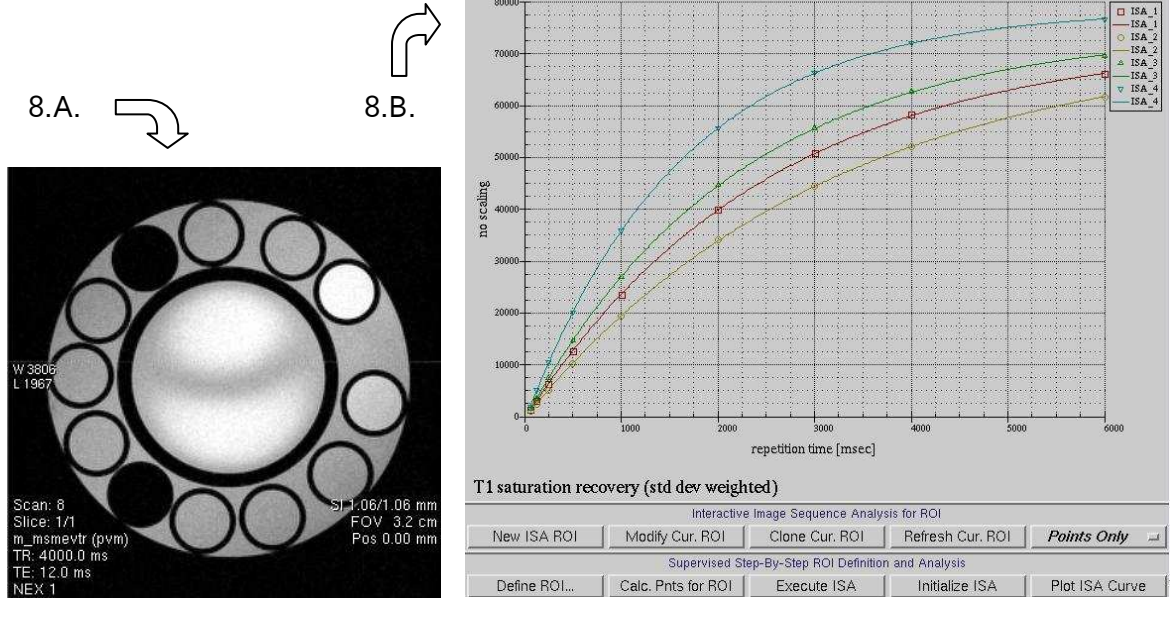 8.A.
8.B.
W 3806
L 1967
Scan: 8
Slice: 1/1
m_msmevtr (pvm)
TR: 4000.0 ms
TE: 12.0 ms
NEX 1
SI 1.06/1.06 mm
FOV 3.2 cm
Pos 0.00 mm
80000
70000
60000
50000
40000
30000
20000
10000
0
no scaling
0 1000 2000 3000 4000 5000 6000
repetition time [msec]
ISA_1
ISA_1
ISA_2
ISA_2
ISA_3
ISA_3
ISA_4
ISA_4
T1 saturation recovery (std dev weighted)
Interactive Image Sequence Analysis for ROI
New ISA ROI Modify Cur. ROI Clone Cur. ROI Refresh Cur. ROI Points Only
Supervised Step-By-Step ROI Definition and Analysis
Define ROI... Calc. Pnts for ROI Execute ISA Initialize ISA Plot ISA Curve